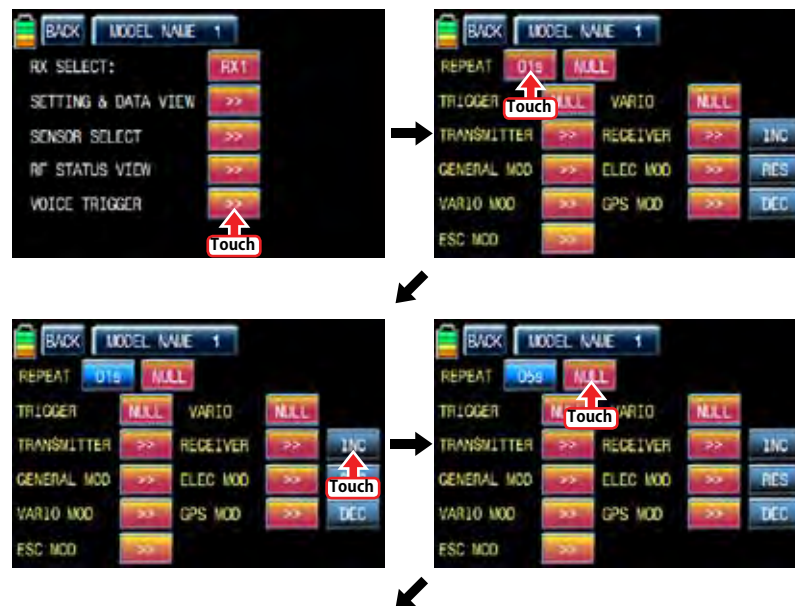 BACK MODEL NAME 1
RX SELECT: RX1
SETTING & DATA VIEW >>
SENSOR SELECT >>
RF STATUS VIEW >>
VOICE TRIGGER >>
Touch
BACK MODEL NAME 1
REPEAT 01s NULL
TRIGGER NULL VARIO NULL
Touch
TRANSMITTER >> RECEIVER >> INC
GENERAL MOD >> ELEC MOD >> RES
VARIO MOD >> GPS MOD >> DEC
ESC MOD >>
BACK MODEL NAME 1
REPEAT 01s NULL
TRIGGER NULL VARIO NULL
TRANSMITTER >> RECEIVER >> INC
GENERAL MOD >> ELEC MOD >>
Touch
VARIO MOD >> GPS MOD >> DEC
ESC MOD >>
BACK MODEL NAME 1
REPEAT 05s NULL
TRIGGER VARIO NULL
Touch
TRANSMITTER >> RECEIVER >> INC
GENERAL MOD >> ELEC MOD >> RES
VARIO MOD >> GPS MOD >> DEC
ESC MOD >>